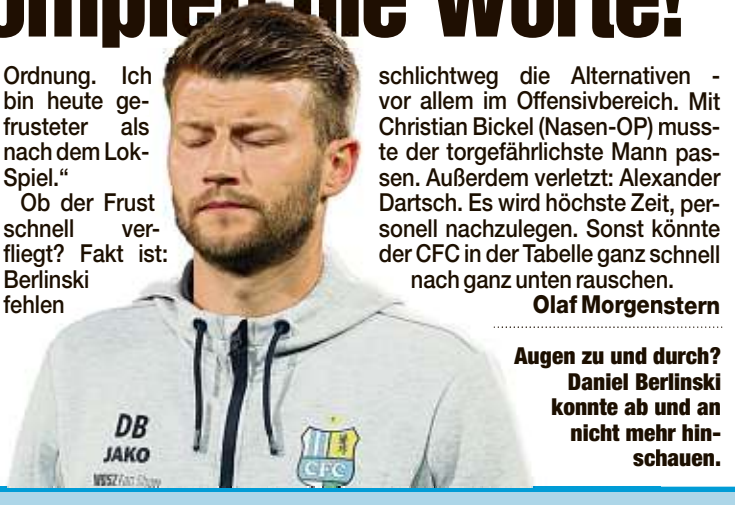 die Worte!
Ordnung. Ich
bin heute ge-
frusteter als
nach dem Lok-
Spiel.“
Ob der Frust
schnell ver-
fliegt? Fakt ist:
Berlinski
fehlen
schlichtweg die Alternativen -
vor allem im Offensivbereich. Mit
Christian Bickel (Nasen-OP) muss-
te der torgefährlichste Mann pas-
sen. Außerdem verletzt: Alexander
Dartsch. Es wird höchste Zeit, per-
sonell nachzulegen. Sonst könnte
der CFC in der Tabelle ganz schnell
nach ganz unten rauschen.
Olaf Morgenstern
Augen zu und durch?
Daniel Berlinski
konnte ab und an
nicht mehr hin-
schauen.
DB
JAKO
CFC